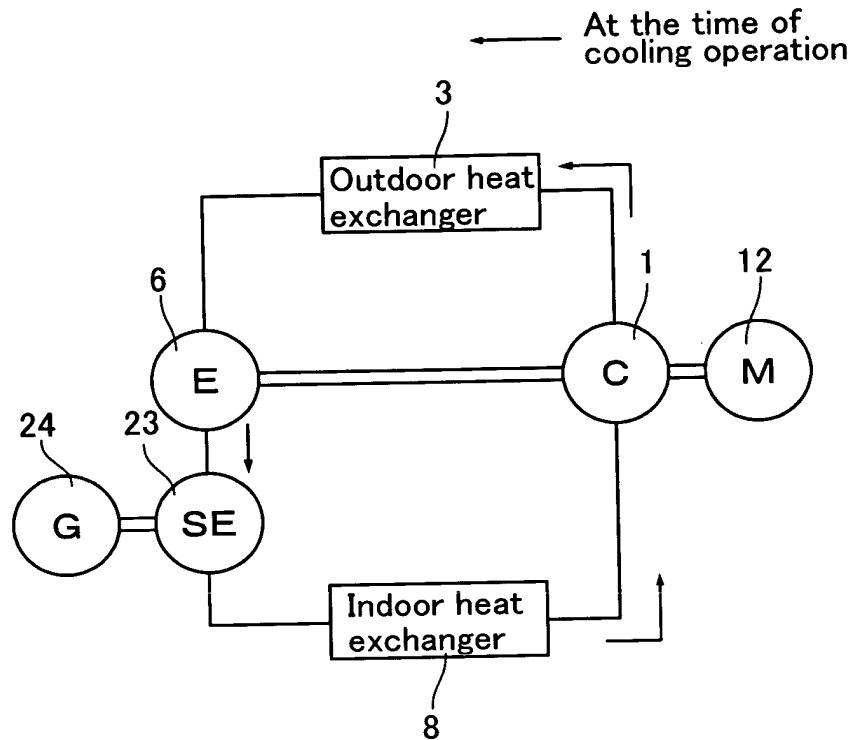 At the time of
cooling operation
3
Outdoor heat
exchanger
6
1
12
E
C
M
24
23
G
SE
Indoor heat
exchanger
8